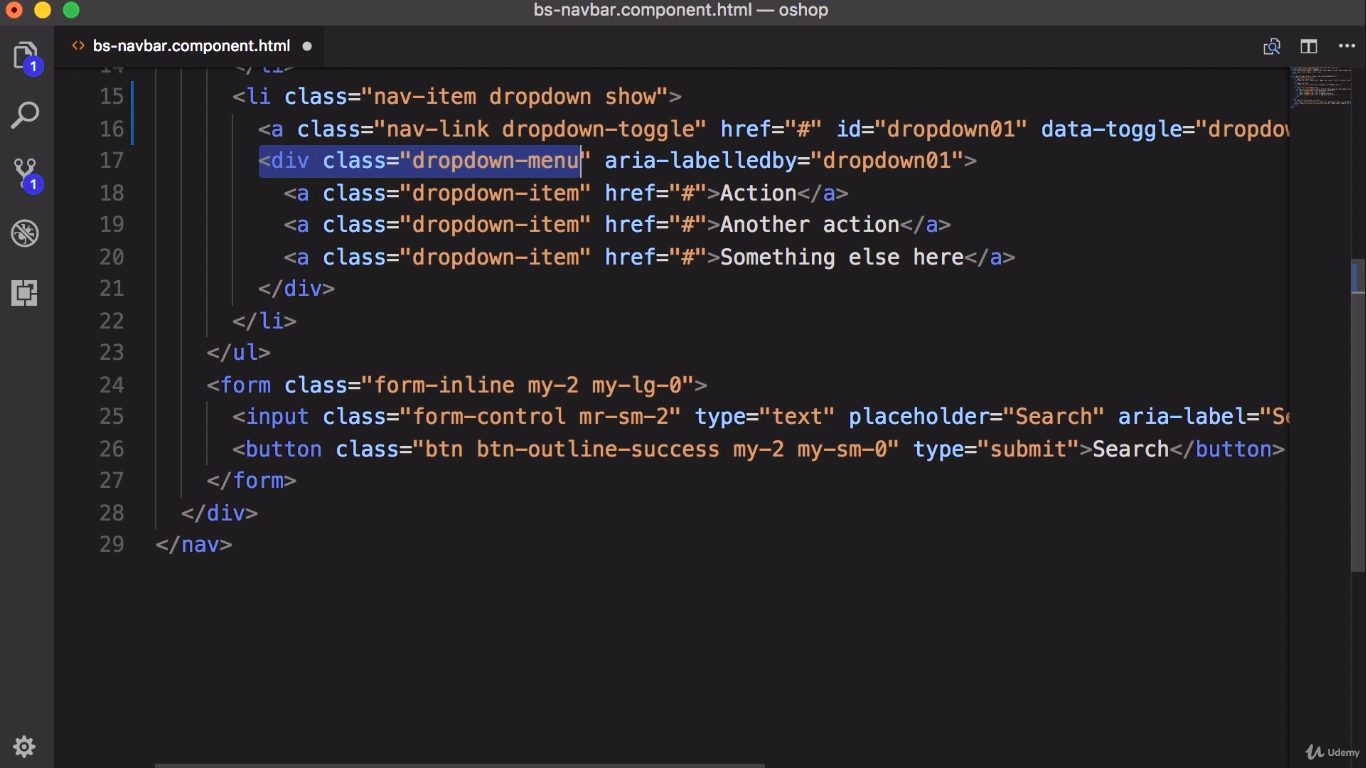 bs-navbar.component.html — oshop
<> bs-navbar.component.html ●
1
1
14 </li>
15 <li class="nav-item dropdown show">
16 <a class="nav-link dropdown-toggle" href="#" id="dropdown01" data-toggle="dropdow
17 <div class="dropdown-menu" aria-labelledby="dropdown01">
18 <a class="dropdown-item" href="#">Action</a>
19 <a class="dropdown-item" href="#">Another action</a>
20 <a class="dropdown-item" href="#">Something else here</a>
21 </div>
22 </li>
23 </ul>
24 <form class="form-inline my-2 my-lg-0">
25 <input class="form-control mr-sm-2" type="text" placeholder="Search" aria-label="Se
26 <button class="btn btn-outline-success my-2 my-sm-0" type="submit">Search</button>
27 </form>
28 </div>
29 </nav>
Udemy